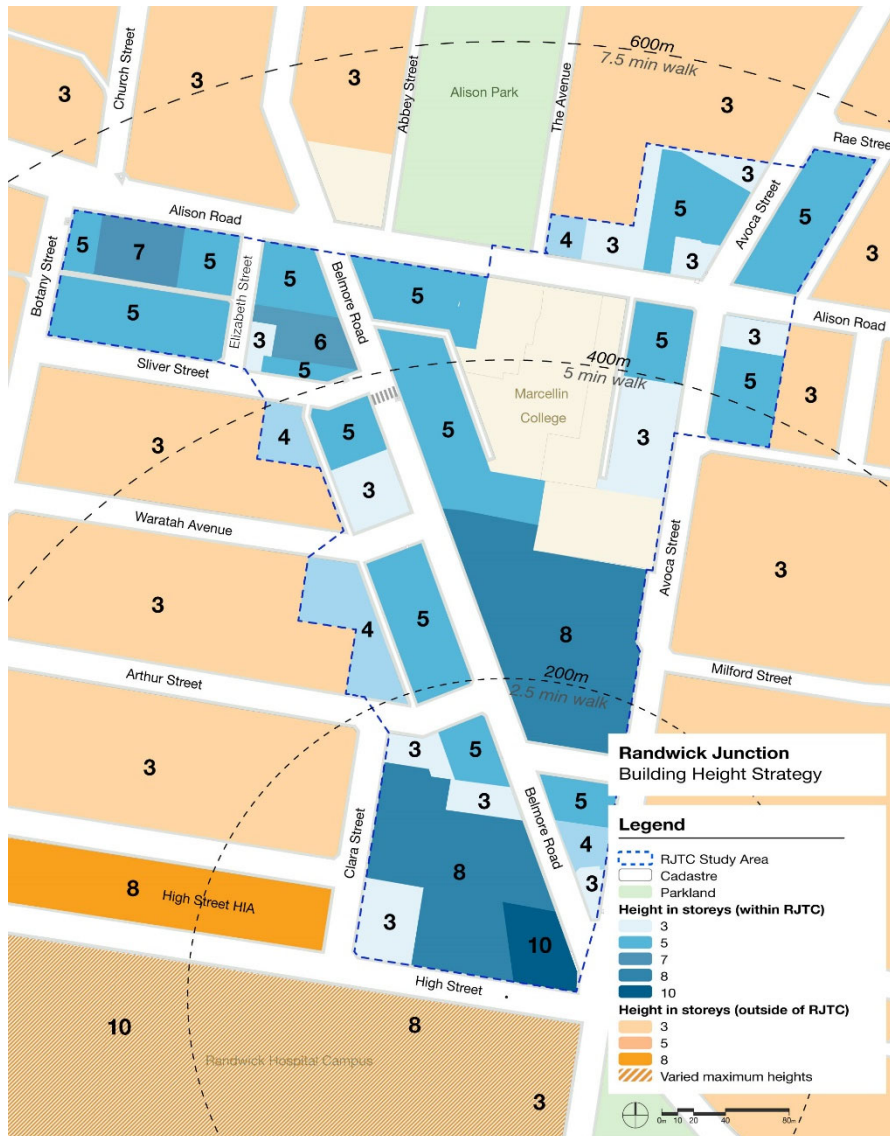 600m
7.5 min walk
Church Street
3
3
3
Abbey Street
Alison Park
The Avenue
3
Rae Stree
3
3
5
Avoca Street
5
Alison Road
4
3
3
3
Botany Street
5
7
5
5
Elizabeth Street
5
Belmore Road
5
3
6
5
5
Alison Road
3
5
3
400m
5 min walk
Sliver Street
Marcellin
College
3
4
5
3
5
3
Waratah Avenue
Avoca Street
3
3
4
5
8
Arthur Street
200m
2.5 min walk
Milford Street
3
3
5
3
Belmore Road
5
4
3
Clara Street
8
8
High Street HIA
3
10
High Street
10
8
Randwick Hospital Campus
3
Randwick Junction
Building Height Strategy
Legend
RJTC Study Area
Cadastre
Parkland
Height in storeys (within RJTC)
3
5
7
8
10
Height in storeys (outside of RJTC)
3
5
8
Varied maximum heights
0m 10 20 40 80m